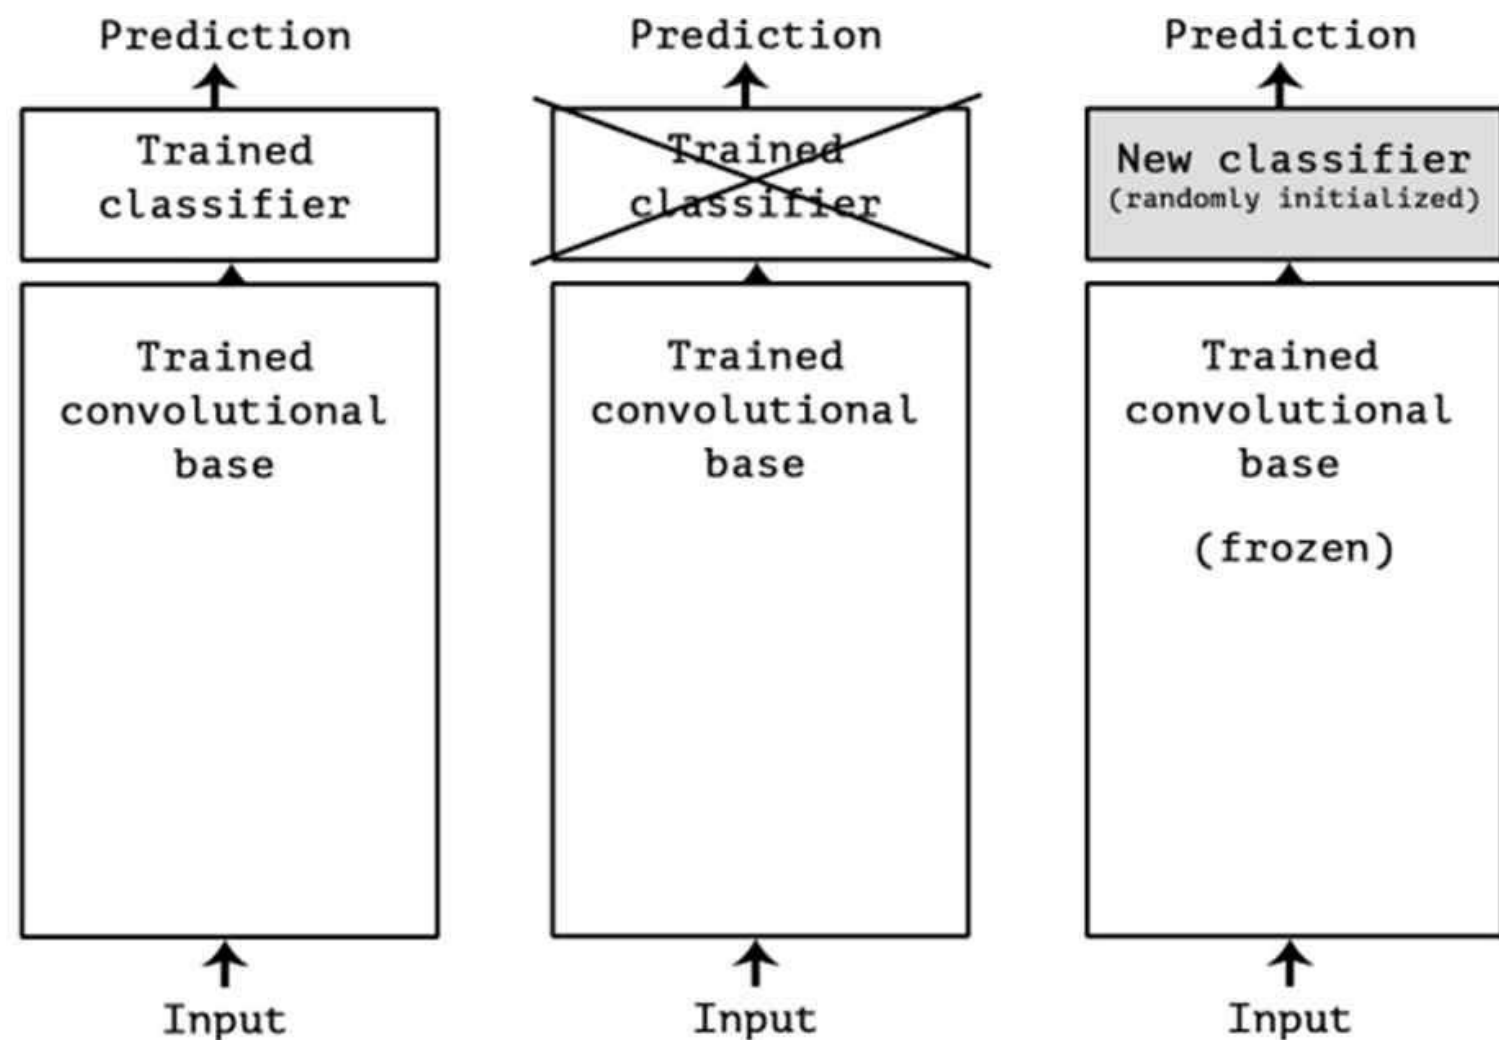 Prediction
Trained
classifier
Trained
convolutional
base
Input
Prediction
Trained
classifier
Trained
convolutional
base
Input
Prediction
New classifier
(randomly initialized)
Trained
convolutional
base
(frozen)
Input